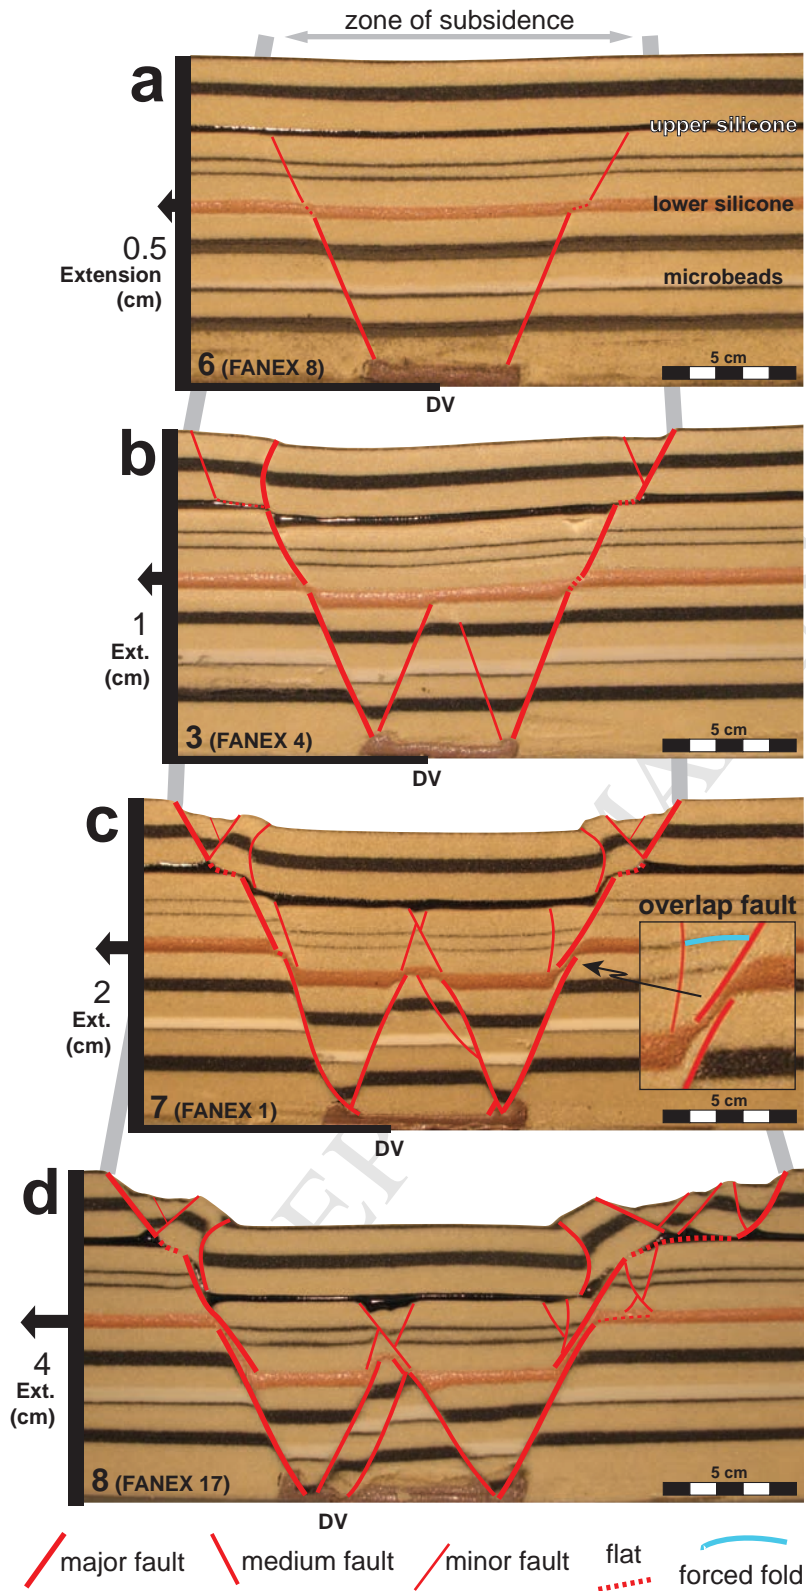 zone of subsidence
a
upper silicone
lower silicone
0.5
Extension
(cm)
microbeads
6 (FANEX 8)
5 cm
DV
b
1
Ext.
(cm)
3 (FANEX 4)
5 cm
DV
c
overlap fault
2
Ext.
(cm)
7 (FANEX 1)
5 cm
DV
d
4
Ext.
(cm)
8 (FANEX 17)
5 cm
DV
major fault
medium fault
minor fault
flat
forced fold